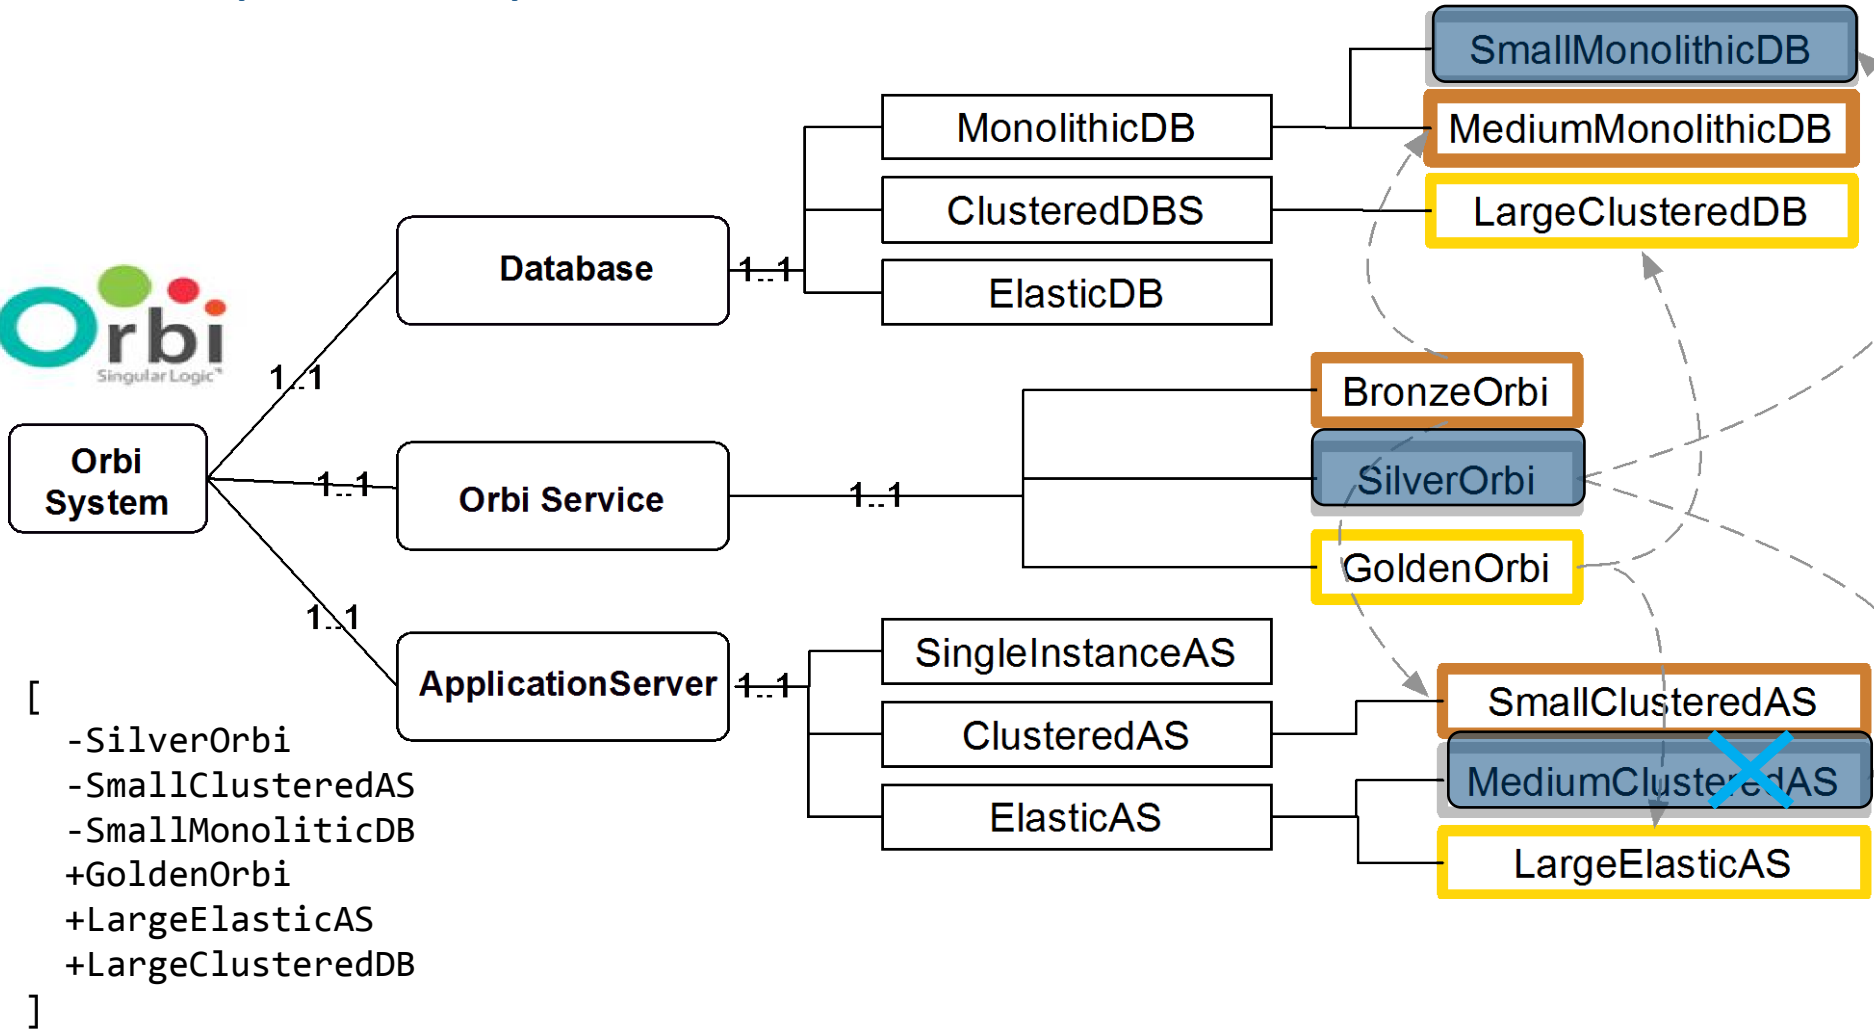 SmallMonolithicDB
MonolithicDB
MediumMonolithicDB
ClusteredDBS
LargeClusteredDB
Database
1..1
ElasticDB
Orbi
SingularLogic™
1..1
BronzeOrbi
Orbi
System
1..1
Orbi Service
1..1
SilverOrbi
GoldenOrbi
1..1
SingleInstanceAS
ApplicationServer
1..1
SmallClusteredAS
ClusteredAS
MediumClusteredAS
ElasticAS
LargeElasticAS
[
-SilverOrbi
-SmallClusteredAS
-SmallMonoliticDB
+GoldenOrbi
+LargeElasticAS
+LargeClusteredDB
]